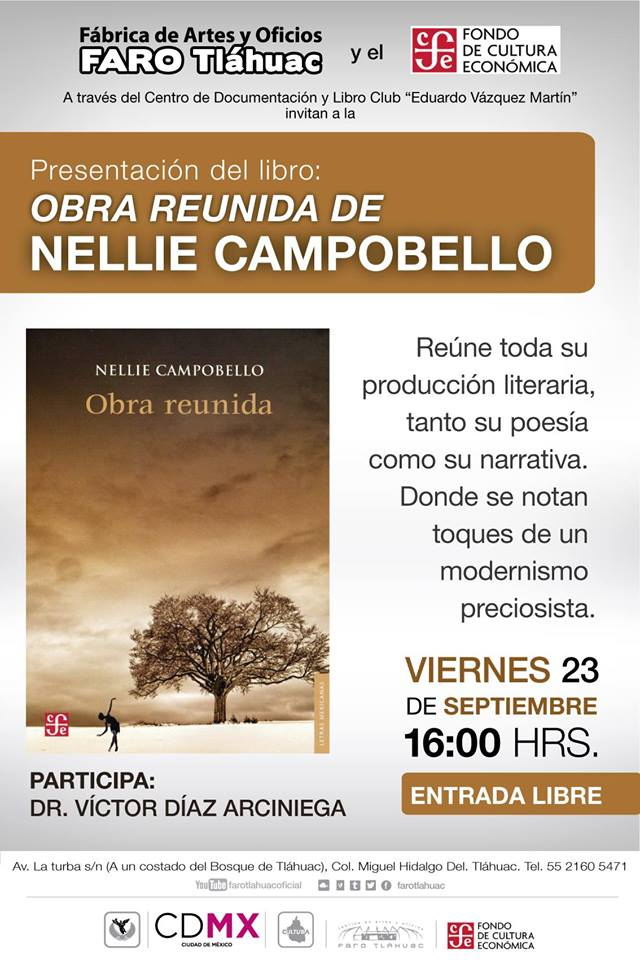 Fábrica de Artes y Oficios
FARO Tláhuac
y el
FONDO
DE CULTURA
ECONÓMICA
A través del Centro de Documentación y Libro Club “Eduardo Vázquez Martín”
invitan a la
Presentación del libro:
OBRA REUNIDA DE
NELLIE CAMPOBELLO
NELLIE CAMPOBELLO
Obra reunida
LETRAS MEXICANAS
Reúne toda su
producción literaria,
tanto su poesía
como su narrativa.
Donde se notan
toques de un
modernismo
preciosista.
VIERNES 23
DE SEPTIEMBRE
16:00 HRS.
ENTRADA LIBRE
PARTICIPA:
DR. VÍCTOR DÍAZ ARCINIEGA
Av. La turba s/n (A un costado del Bosque de Tláhuac), Col. Miguel Hidalgo Del. Tláhuac. Tel. 55 2160 5471
YouTube farotlahuacoficial farotlahuac
CDMX
CIUDAD DE MÉXICO
CULTURA
FARO TLÁHUAC
FONDO
DE CULTURA
ECONÓMICA